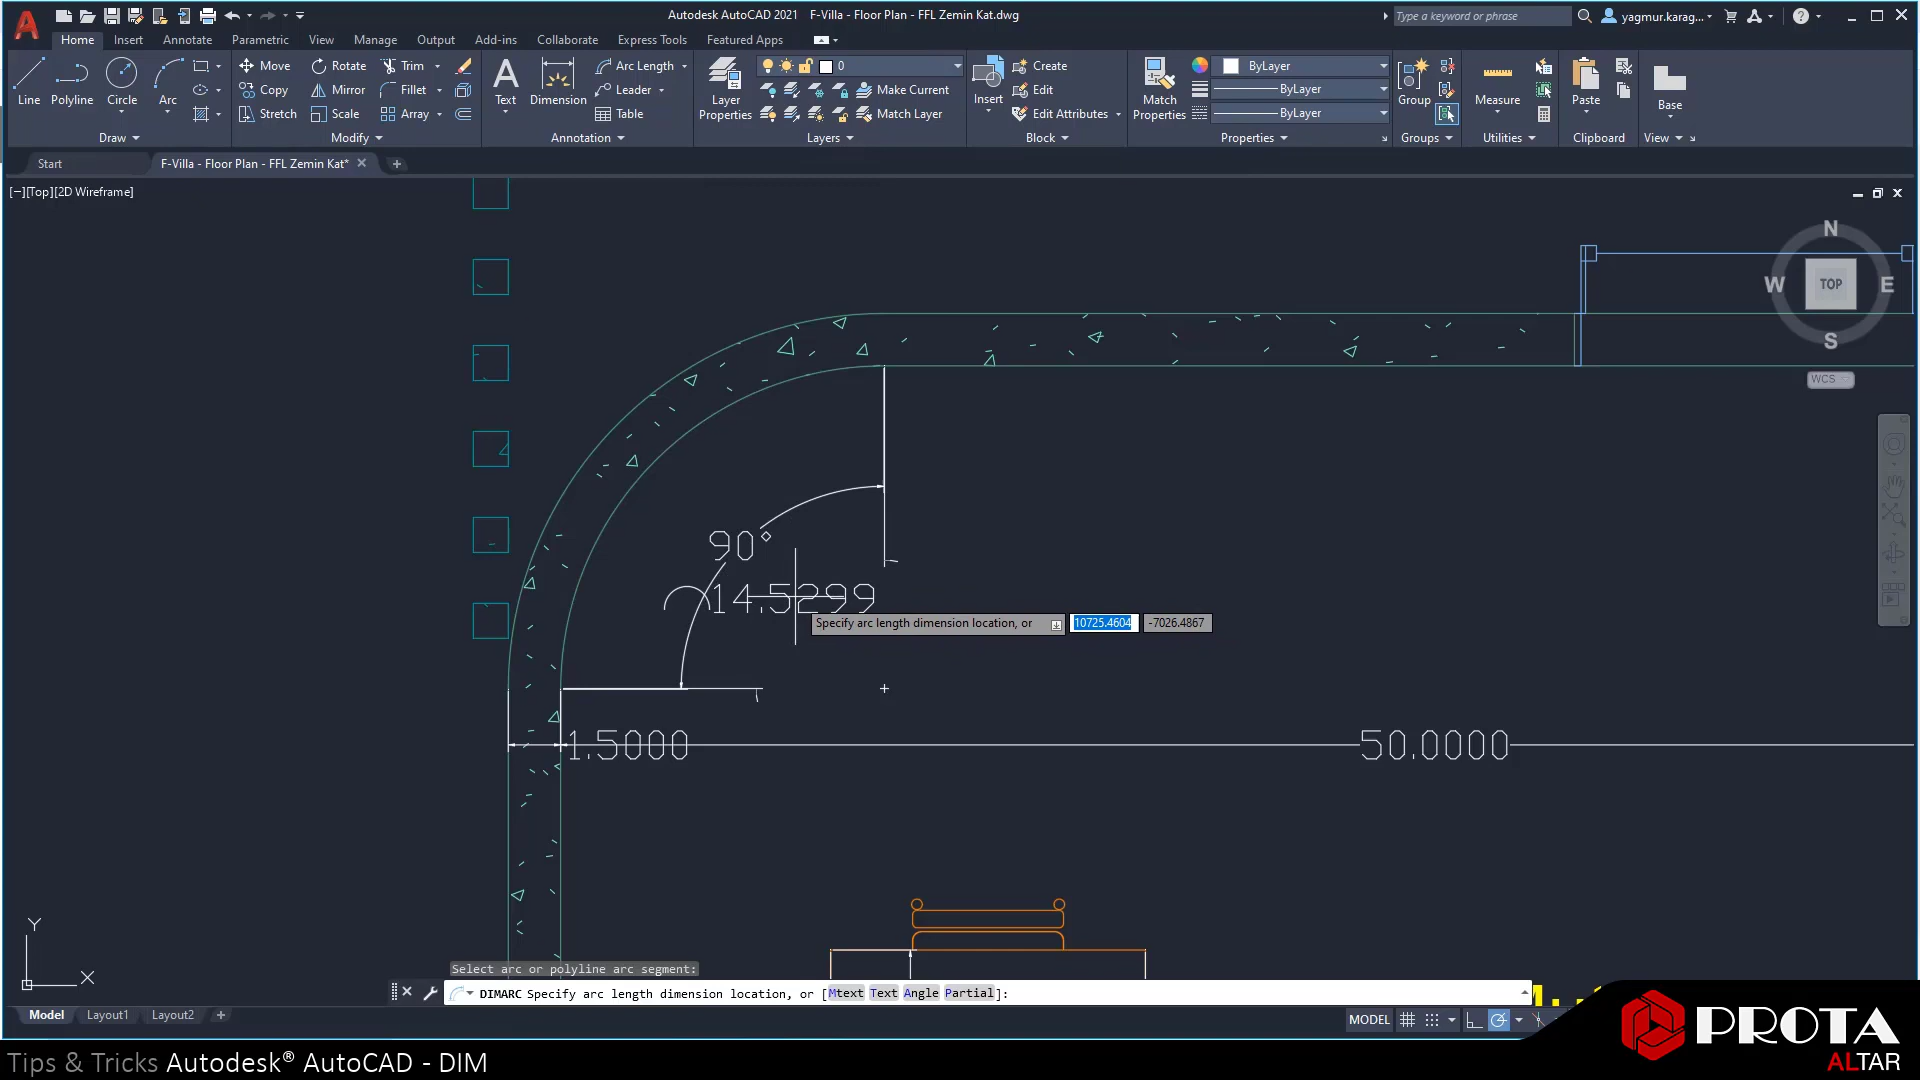 Autodesk AutoCAD 2021 F-Villa - Floor Plan - FFL Zemin Kat.dwg
Type a keyword or phrase
yagmur.karag...
Home Insert Annotate Parametric View Manage Output Add-ins Collaborate Express Tools Featured Apps
Line Polyline Circle Arc
Move Rotate Trim
Copy Mirror Fillet
Stretch Scale Array
Text Dimension
Arc Length
Leader
Table
Layer
Properties
0
Make Current
Match Layer
Insert
Create
Edit
Edit Attributes
Match
Properties
ByLayer
ByLayer
ByLayer
Group
Measure
Paste
Base
Draw Modify Annotation Layers Block Properties Groups Utilities Clipboard View
Start F-Villa - Floor Plan - FFL Zemin Kat*
[−][Top][2D Wireframe]
N
W TOP E
S
WCS
90°
14.5299
Specify arc length dimension location, or 10725.4604 -7026.4867
1.5000 50.0000
Y
X
Select arc or polyline arc segment:
DIMARC Specify arc length dimension location, or [Mtext Text Angle Partial]:
Model Layout1 Layout2
MODEL
PROTA
ALTAR
Tips & Tricks Autodesk® AutoCAD - DIM